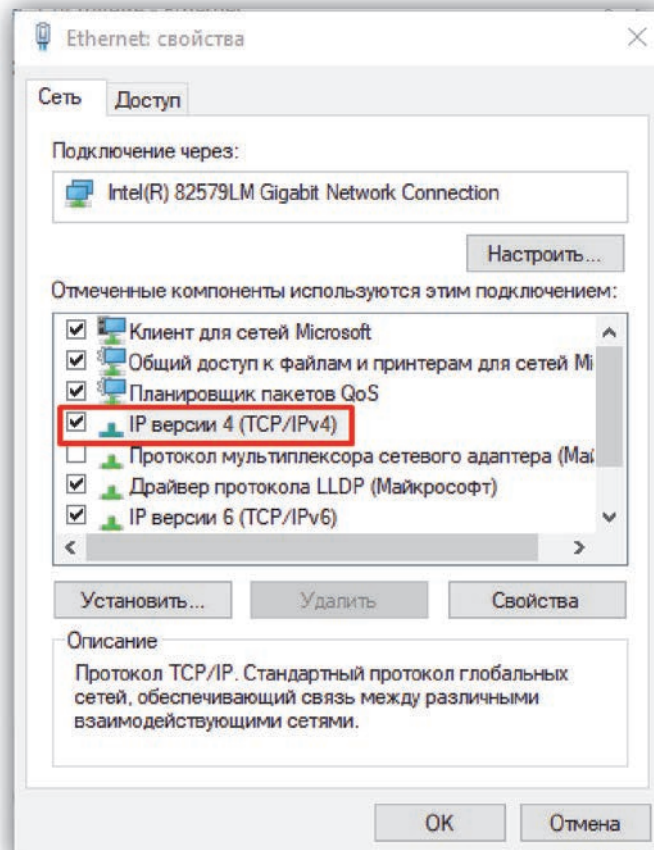 Ethernet: свойства
Сеть
Доступ
Подключение через:
Intel(R) 82579LM Gigabit Network Connection
Настроить...
Отмеченные компоненты используются этим подключением:
Клиент для сетей Microsoft
Общий доступ к файлам и принтерам для сетей Mi
Планировщик пакетов QoS
IP версии 4 (TCP/IPv4)
Протокол мультиплексора сетевого адаптера (Май
Драйвер протокола LLDP (Майкрософт)
IP версии 6 (TCP/IPv6)
Установить...
Удалить
Свойства
Описание
Протокол TCP/IP. Стандартный протокол глобальных
сетей, обеспечивающий связь между различными
взаимодействующими сетями.
OK
Отмена